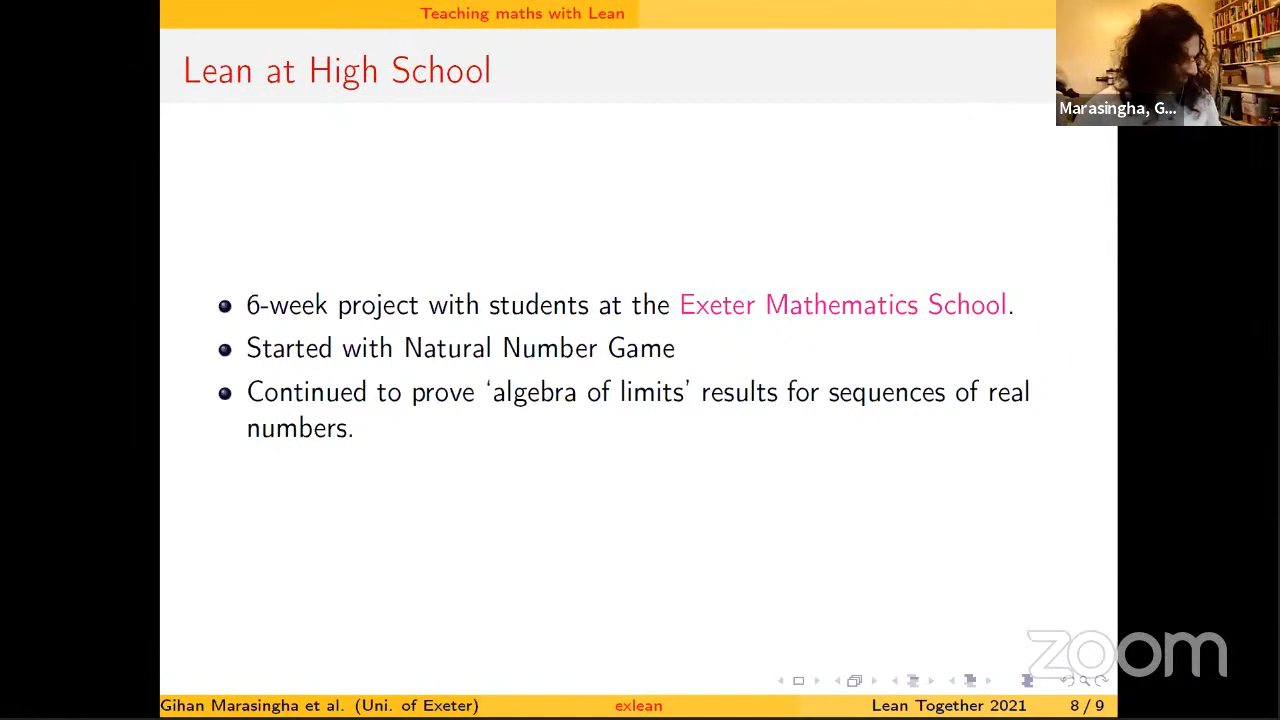 Teaching maths with Lean
Lean at High School
Marasingha, G...
6-week project with students at the Exeter Mathematics School.
Started with Natural Number Game
Continued to prove ‘algebra of limits’ results for sequences of real
numbers.
zoom
Gihan Marasingha et al. (Uni. of Exeter) exlean Lean Together 2021 8 / 9